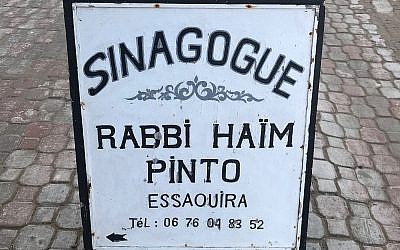 SINAGOGUE
RABBI HAÏM
PINTO
ESSAOUIRA
TéL: 06 76 04 83 52